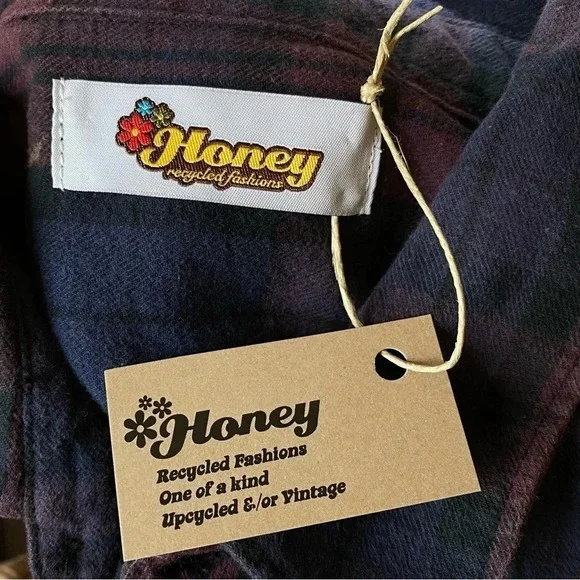 Honey
recycled fashions
Honey
Recycled Fashions
One of a kind
Upcycled &/or Vintage